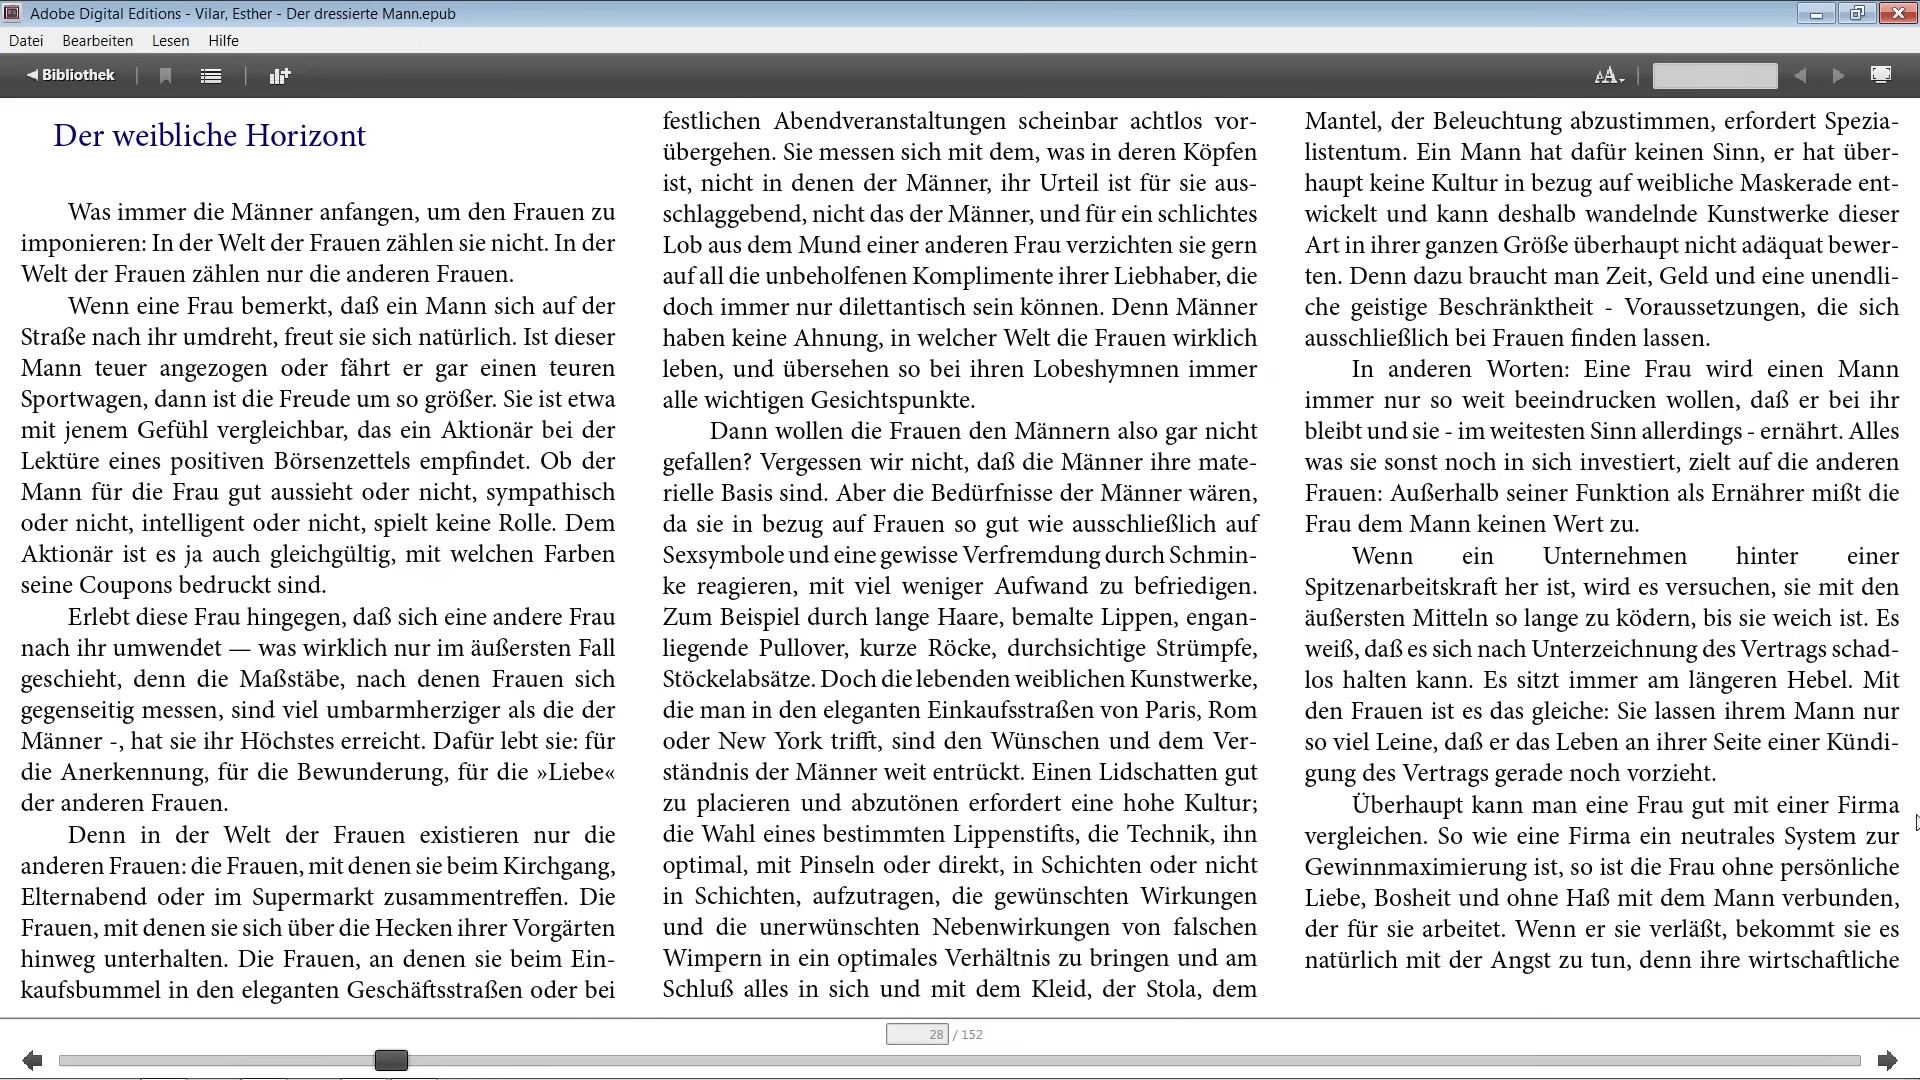 Adobe Digital Editions - Vilar, Esther - Der dressierte Mann.epub
Datei Bearbeiten Lesen Hilfe
Bibliothek
AA
Der weibliche Horizont
Was immer die Männer anfangen, um den Frauen zu
imponieren: In der Welt der Frauen zählen sie nicht. In der
Welt der Frauen zählen nur die anderen Frauen.
Wenn eine Frau bemerkt, daß ein Mann sich auf der
Straße nach ihr umdreht, freut sie sich natürlich. Ist dieser
Mann teuer angezogen oder fährt er gar einen teuren
Sportwagen, dann ist die Freude um so größer. Sie ist etwa
mit jenem Gefühl vergleichbar, das ein Aktionär bei der
Lektüre eines positiven Börsenzettels empfindet. Ob der
Mann für die Frau gut aussieht oder nicht, sympathisch
oder nicht, intelligent oder nicht, spielt keine Rolle. Dem
Aktionär ist es ja auch gleichgültig, mit welchen Farben
seine Coupons bedruckt sind.
Erlebt diese Frau hingegen, daß sich eine andere Frau
nach ihr umwendet — was wirklich nur im äußersten Fall
geschieht, denn die Maßstäbe, nach denen Frauen sich
gegenseitig messen, sind viel umbarmherziger als die der
Männer -, hat sie ihr Höchstes erreicht. Dafür lebt sie: für
die Anerkennung, für die Bewunderung, für die »Liebe«
der anderen Frauen.
Denn in der Welt der Frauen existieren nur die
anderen Frauen: die Frauen, mit denen sie beim Kirchgang,
Elternabend oder im Supermarkt zusammentreffen. Die
Frauen, mit denen sie sich über die Hecken ihrer Vorgärten
hinweg unterhalten. Die Frauen, an denen sie beim Ein-
kaufsbummel in den eleganten Geschäftsstraßen oder bei
festlichen Abendveranstaltungen scheinbar achtlos vor-
übergehen. Sie messen sich mit dem, was in deren Köpfen
ist, nicht in denen der Männer, ihr Urteil ist für sie aus-
schlaggebend, nicht das der Männer, und für ein schlichtes
Lob aus dem Mund einer anderen Frau verzichten sie gern
auf all die unbeholfenen Komplimente ihrer Liebhaber, die
doch immer nur dilettantisch sein können. Denn Männer
haben keine Ahnung, in welcher Welt die Frauen wirklich
leben, und übersehen so bei ihren Lobeshymnen immer
alle wichtigen Gesichtspunkte.
Dann wollen die Frauen den Männern also gar nicht
gefallen? Vergessen wir nicht, daß die Männer ihre mate-
rielle Basis sind. Aber die Bedürfnisse der Männer wären,
da sie in bezug auf Frauen so gut wie ausschließlich auf
Sexsymbole und eine gewisse Verfremdung durch Schmin-
ke reagieren, mit viel weniger Aufwand zu befriedigen.
Zum Beispiel durch lange Haare, bemalte Lippen, engan-
liegende Pullover, kurze Röcke, durchsichtige Strümpfe,
Stöckelabsätze. Doch die lebenden weiblichen Kunstwerke,
die man in den eleganten Einkaufsstraßen von Paris, Rom
oder New York trifft, sind den Wünschen und dem Ver-
ständnis der Männer weit entrückt. Einen Lidschatten gut
zu placieren und abzutönen erfordert eine hohe Kultur;
die Wahl eines bestimmten Lippenstifts, die Technik, ihn
optimal, mit Pinseln oder direkt, in Schichten oder nicht
in Schichten, aufzutragen, die gewünschten Wirkungen
und die unerwünschten Nebenwirkungen von falschen
Wimpern in ein optimales Verhältnis zu bringen und am
Schluß alles in sich und mit dem Kleid, der Stola, dem
Mantel, der Beleuchtung abzustimmen, erfordert Spezia-
listentum. Ein Mann hat dafür keinen Sinn, er hat über-
haupt keine Kultur in bezug auf weibliche Maskerade ent-
wickelt und kann deshalb wandelnde Kunstwerke dieser
Art in ihrer ganzen Größe überhaupt nicht adäquat bewer-
ten. Denn dazu braucht man Zeit, Geld und eine unendli-
che geistige Beschränktheit - Voraussetzungen, die sich
ausschließlich bei Frauen finden lassen.
In anderen Worten: Eine Frau wird einen Mann
immer nur so weit beeindrucken wollen, daß er bei ihr
bleibt und sie - im weitesten Sinn allerdings - ernährt. Alles
was sie sonst noch in sich investiert, zielt auf die anderen
Frauen: Außerhalb seiner Funktion als Ernährer mißt die
Frau dem Mann keinen Wert zu.
Wenn ein Unternehmen hinter einer
Spitzenarbeitskraft her ist, wird es versuchen, sie mit den
äußersten Mitteln so lange zu ködern, bis sie weich ist. Es
weiß, daß es sich nach Unterzeichnung des Vertrags schad-
los halten kann. Es sitzt immer am längeren Hebel. Mit
den Frauen ist es das gleiche: Sie lassen ihrem Mann nur
so viel Leine, daß er das Leben an ihrer Seite einer Kündi-
gung des Vertrags gerade noch vorzieht.
Überhaupt kann man eine Frau gut mit einer Firma
vergleichen. So wie eine Firma ein neutrales System zur
Gewinnmaximierung ist, so ist die Frau ohne persönliche
Liebe, Bosheit und ohne Haß mit dem Mann verbunden,
der für sie arbeitet. Wenn er sie verläßt, bekommt sie es
natürlich mit der Angst zu tun, denn ihre wirtschaftliche
28 / 152